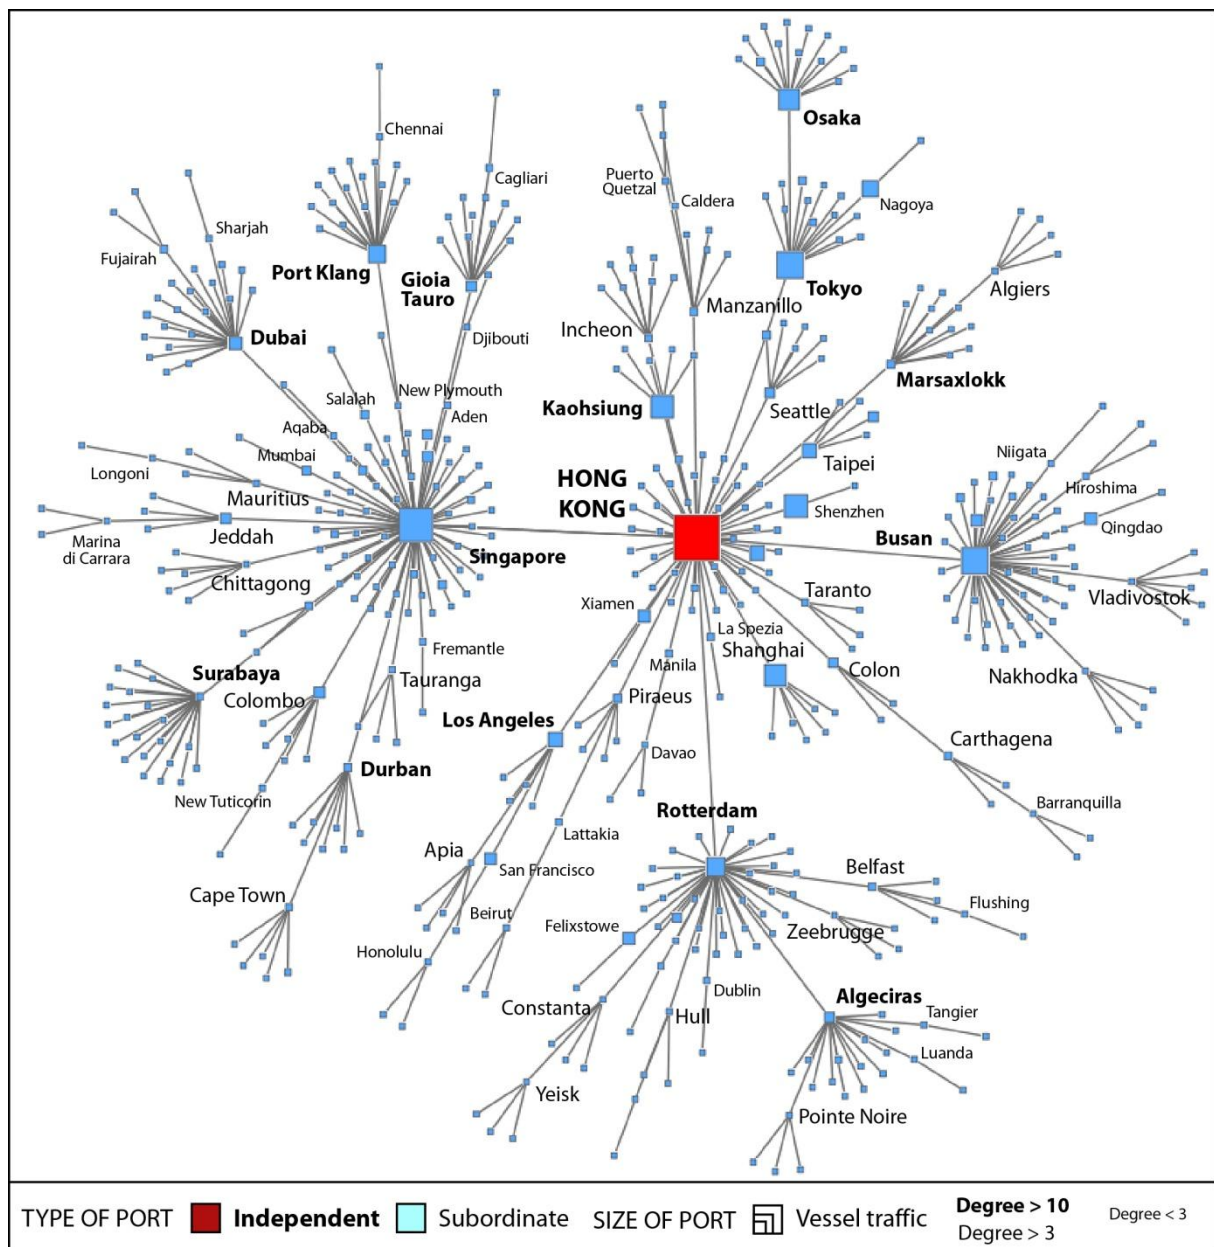 Osaka
Chennai
Puerto
Quetzal
Cagliari
Caldera
Nagoya
Sharjah
Fujairah
Port Klang
Gioia
Tauro
Tokyo
Algiers
Manzanillo
Incheon
Djibouti
Dubai
Marsaxlokk
New Plymouth
Salalah
Kaohsiung
Seattle
Aden
Aqaba
Mumbai
Niigata
Longoni
Taipei
HONG
KONG
Hiroshima
Mauritius
Shenzhen
Qingdao
Jeddah
Busan
Marina
di Carrara
Singapore
Chittagong
Taranto
Vladivostok
Xiamen
La Spezia
Fremantle
Shanghai
Manila
Colon
Nakhodka
Surabaya
Tauranga
Colombo
Piraeus
Los Angeles
Carthagena
Davao
Durban
New Tuticorin
Barranquilla
Rotterdam
Lattakia
Apia
San Francisco
Belfast
Cape Town
Flushing
Beirut
Felixstowe
Zeebrugge
Honolulu
Dublin
Algeciras
Constanta
Hull
Tangier
Luanda
Yeisk
Pointe Noire
TYPE OF PORT Independent Subordinate SIZE OF PORT Vessel traffic Degree > 10 Degree < 3
Degree > 3